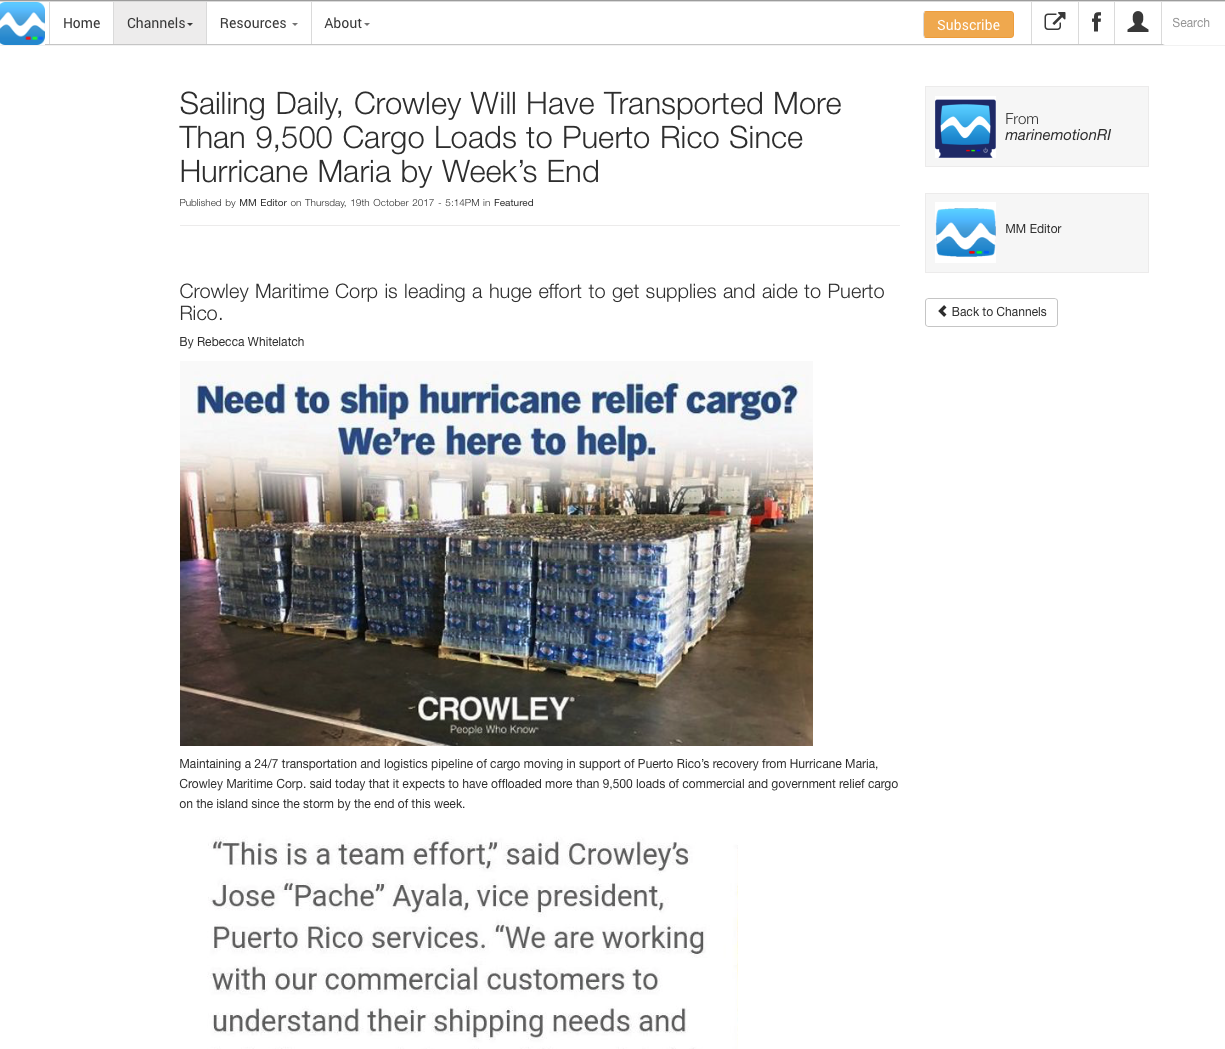 Home Channels Resources About Subscribe Search
Sailing Daily, Crowley Will Have Transported More
Than 9,500 Cargo Loads to Puerto Rico Since
Hurricane Maria by Week’s End
Published by MM Editor on Thursday, 19th October 2017 - 5:14PM in Featured
From
marinemotionRI
MM Editor
Back to Channels
Crowley Maritime Corp is leading a huge effort to get supplies and aide to Puerto
Rico.
By Rebecca Whitelatch
Need to ship hurricane relief cargo?
We’re here to help.
CROWLEY®
People Who Know℠
Maintaining a 24/7 transportation and logistics pipeline of cargo moving in support of Puerto Rico’s recovery from Hurricane Maria,
Crowley Maritime Corp. said today that it expects to have offloaded more than 9,500 loads of commercial and government relief cargo
on the island since the storm by the end of this week.
“This is a team effort,” said Crowley’s
Jose “Pache” Ayala, vice president,
Puerto Rico services. “We are working
with our commercial customers to
understand their shipping needs and